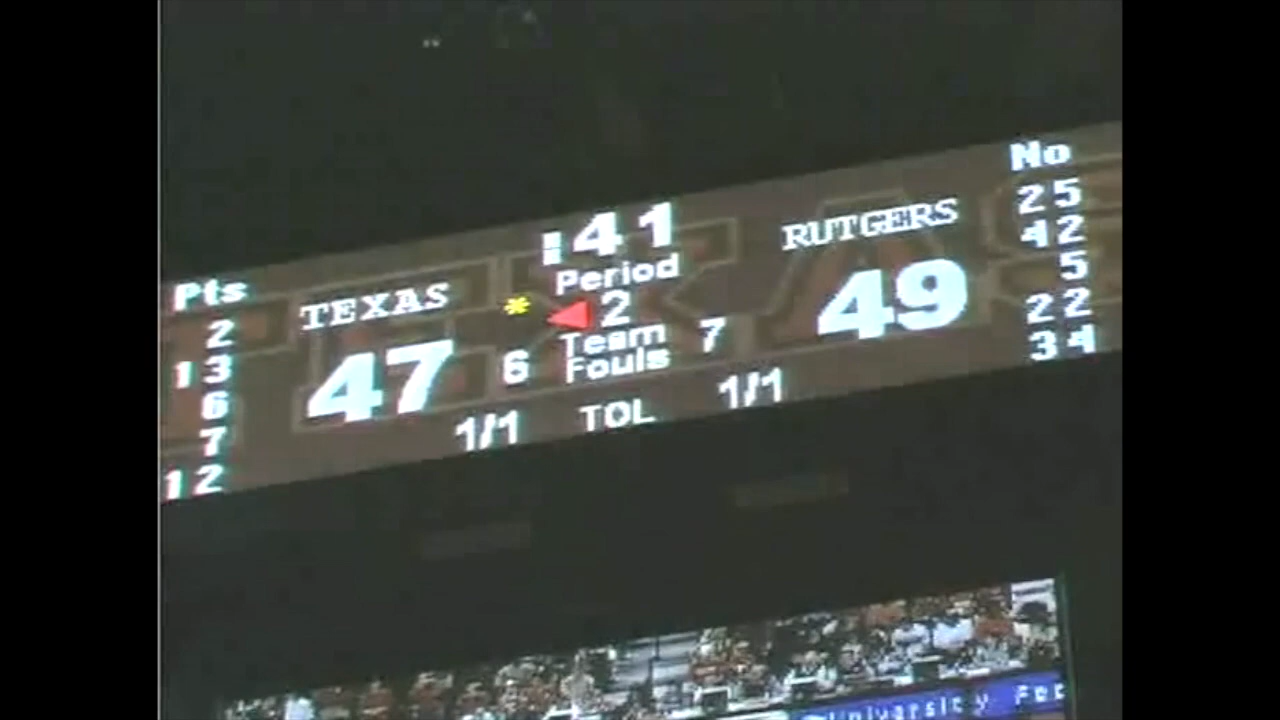 Pts
2
13
6
7
12
TEXAS
47
:41
Period
* 2
6 Team Fouls 7
1/1 TOL 1/1
RUTGERS
49
No
25
42
5
22
34
University